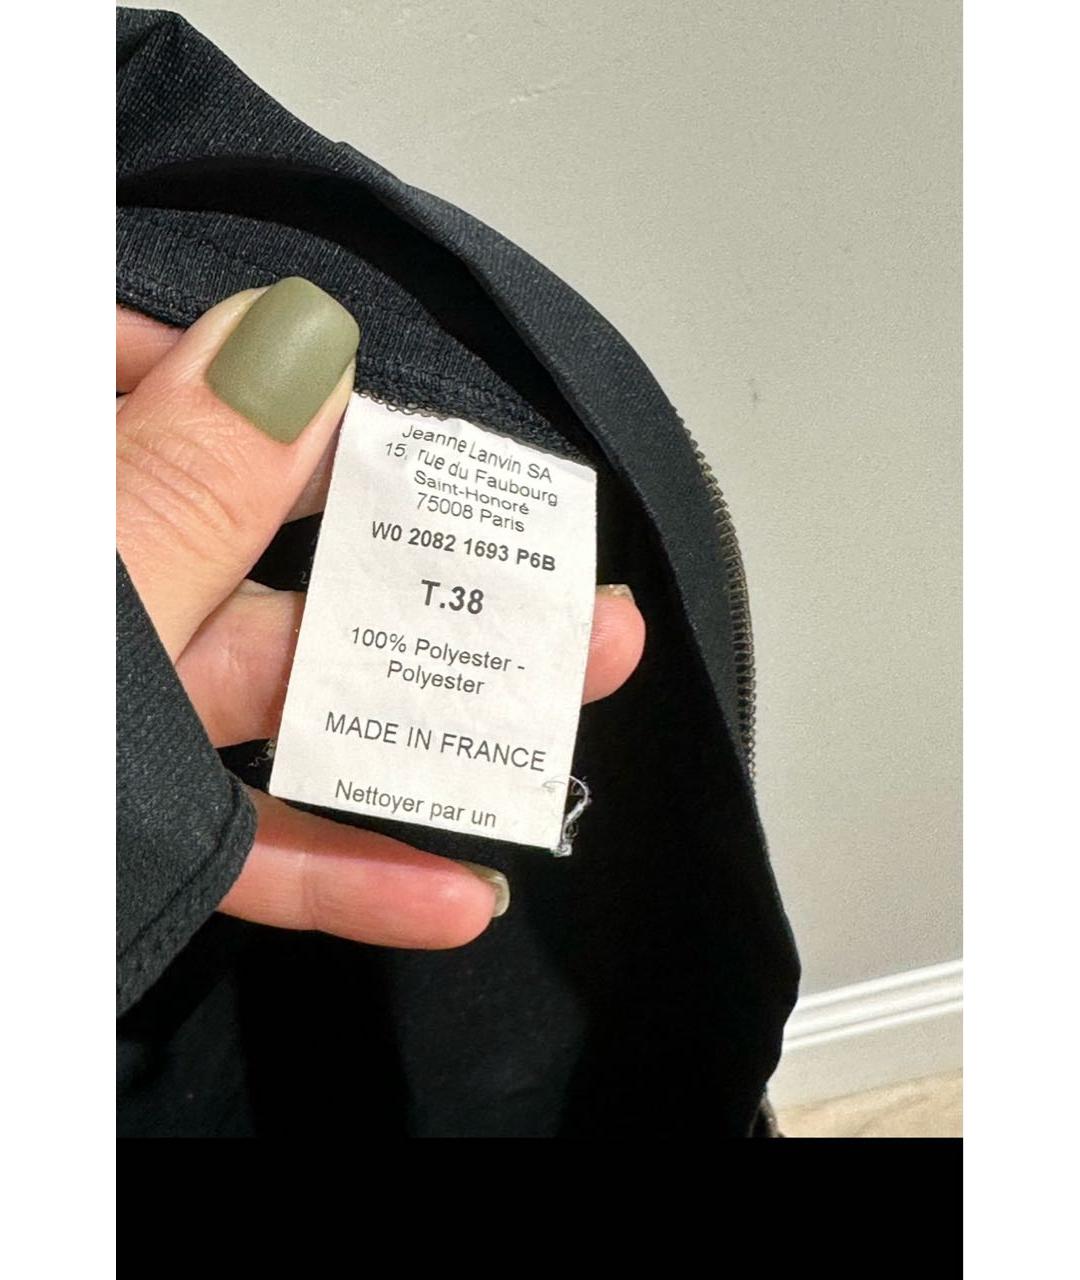 Jeanne Lanvin SA
15, rue du Faubourg
Saint-Honoré
75008 Paris
W0 2082 1693 P6B
T.38
100% Polyester -
Polyester
MADE IN FRANCE
Nettoyer par un